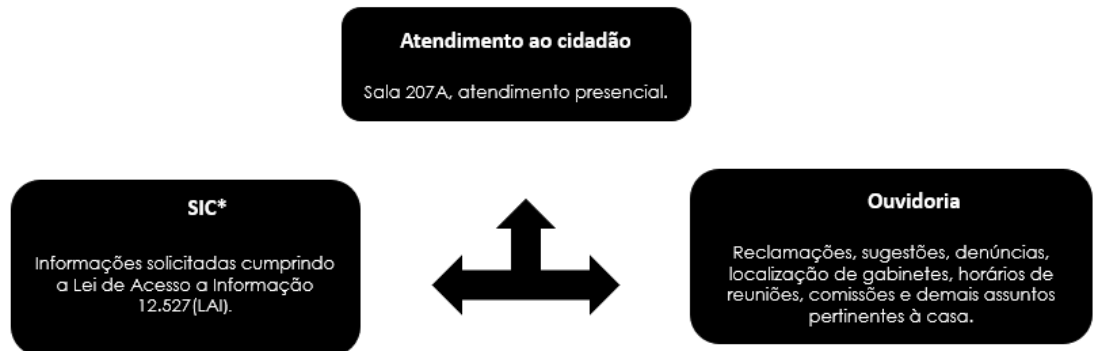 Atendimento ao cidadão
Sala 207A, atendimento presencial.
SIC*
Informações solicitadas cumprindo
a Lei de Acesso a Informação
12.527(LAI).
Ouvidoria
Reclamações, sugestões, denúncias,
localização de gabinetes, horários de
reuniões, comissões e demais assuntos
pertinentes à casa.